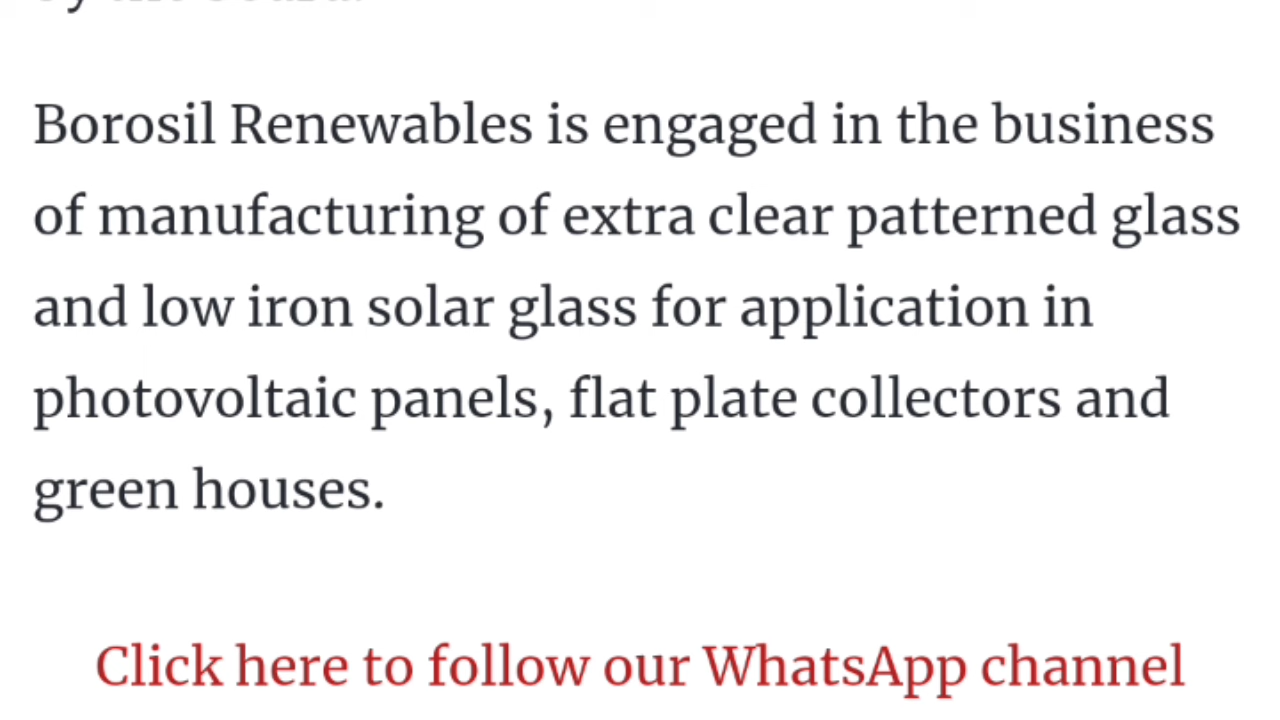 Borosil Renewables is engaged in the business
of manufacturing of extra clear patterned glass
and low iron solar glass for application in
photovoltaic panels, flat plate collectors and
green houses.
Click here to follow our WhatsApp channel